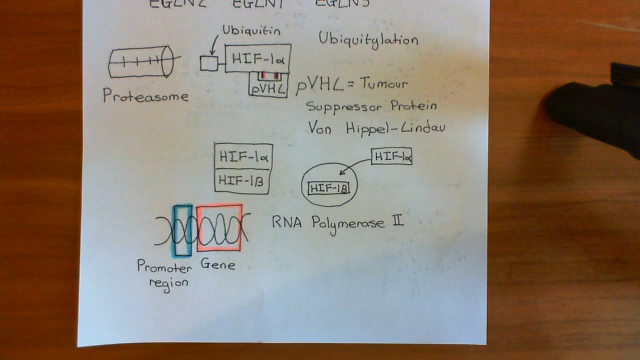 EGLN2 EGLN1 EGLN3
Ubiquitin
Ubiquitylation
HIF-1α
pVHL
Proteasome
pVHL = Tumour
Suppressor Protein
Von Hippel-Lindau
HIF-1α
HIF-1β
HIF-1α
HIF-1β
RNA Polymerase II
Promoter
region
Gene